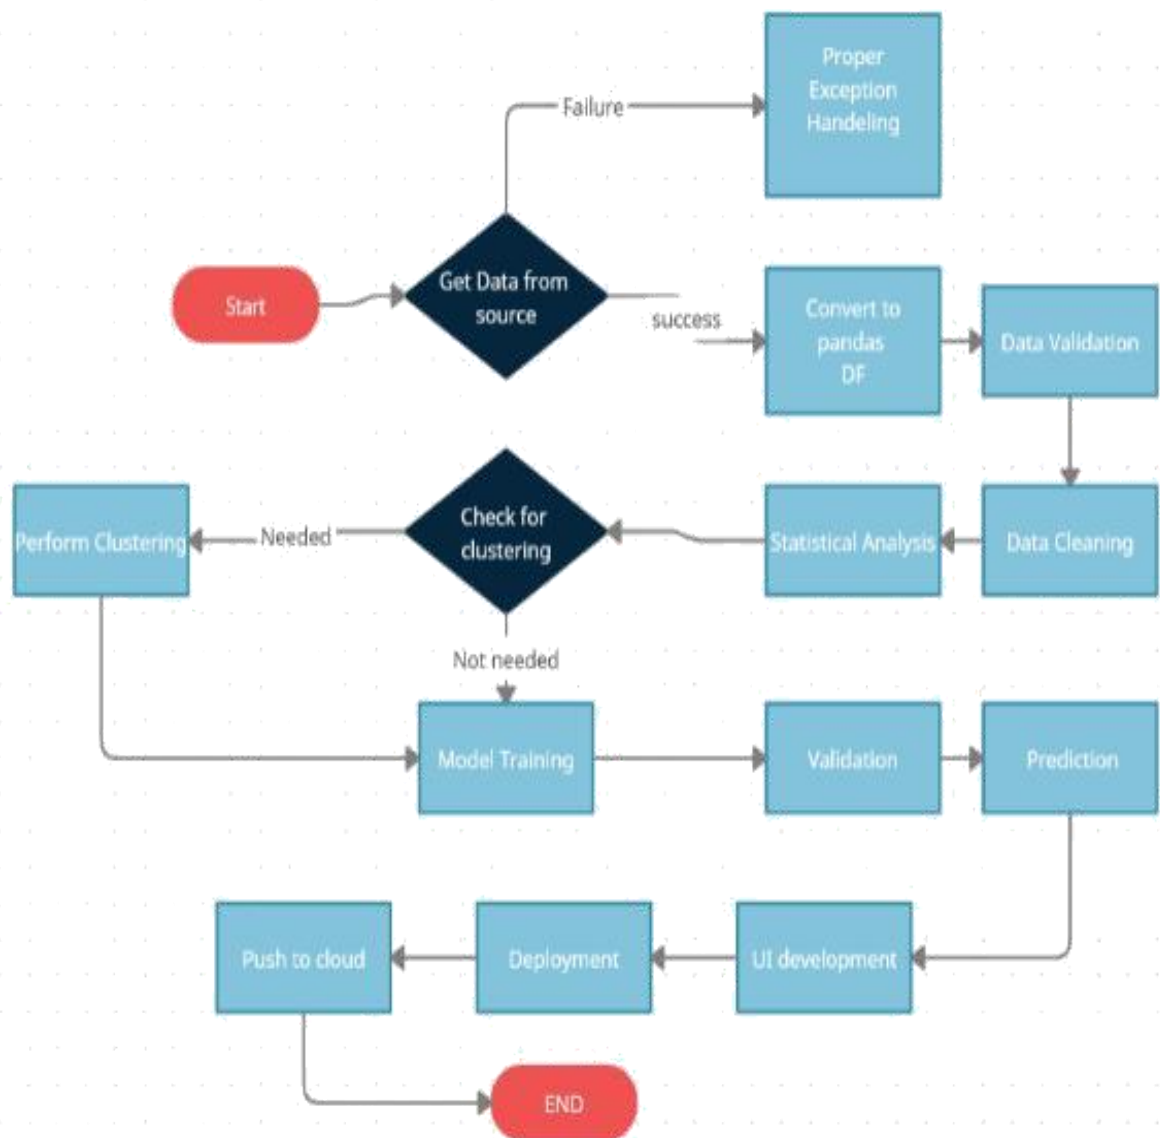 Proper
Exception
Handeling
Failure
Get Data from
source
Start
success
Convert to
pandas
DF
Data Validation
Perform Clustering
Needed
Check for
clustering
Statistical Analysis
Data Cleaning
Not needed
Model Training
Validation
Prediction
Push to cloud
Deployment
UI development
END